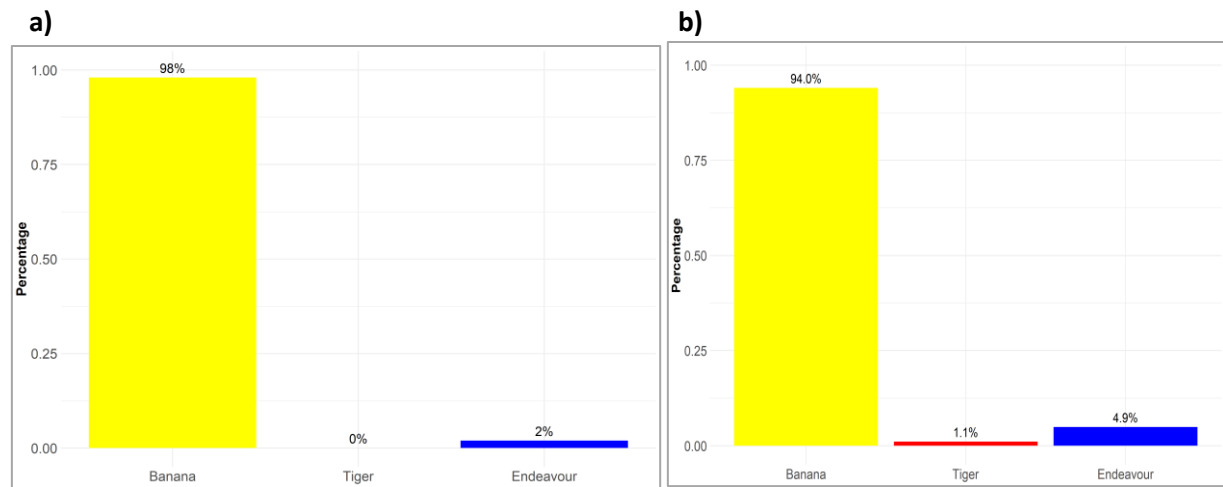 a)
1.00
98%
0.75
0.50
0.25
0.00
0%
2%
Percentage
Banana
Tiger
Endeavour
b)
1.00
94.0%
0.75
0.50
0.25
0.00
1.1%
4.9%
Percentage
Banana
Tiger
Endeavour